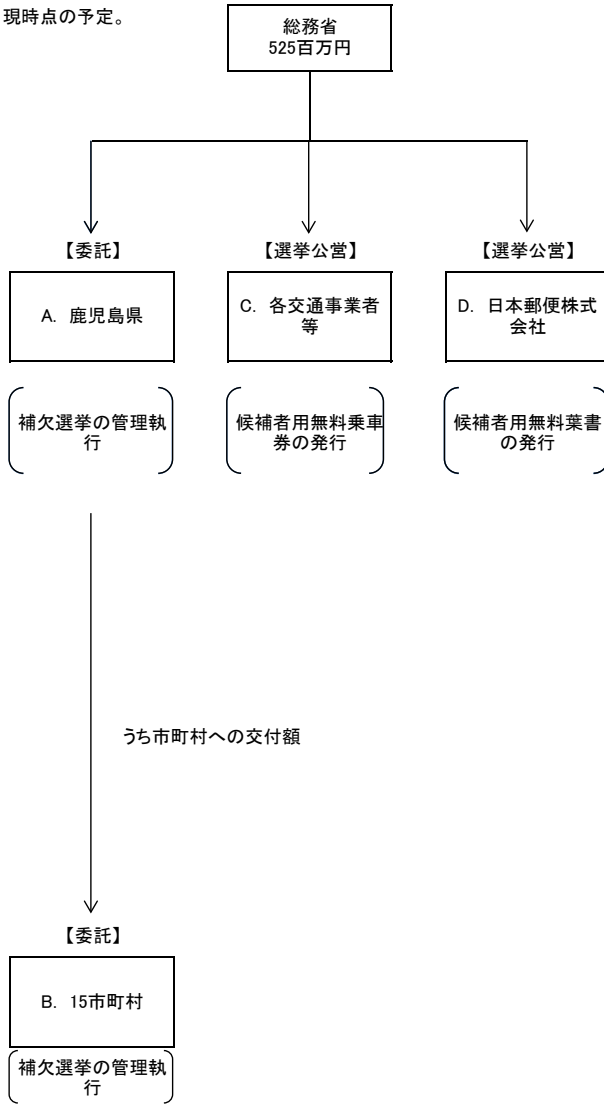 現時点の予定。
総務省
525百万円
【委託】
【選挙公営】
【選挙公営】
A. 鹿児島県
C. 各交通事業者
等
D. 日本郵便株式
会社
補欠選挙の管理執
行
候補者用無料乗車
券の発行
候補者用無料葉書
の発行
うち市町村への交付額
【委託】
B. 15市町村
補欠選挙の管理執
行